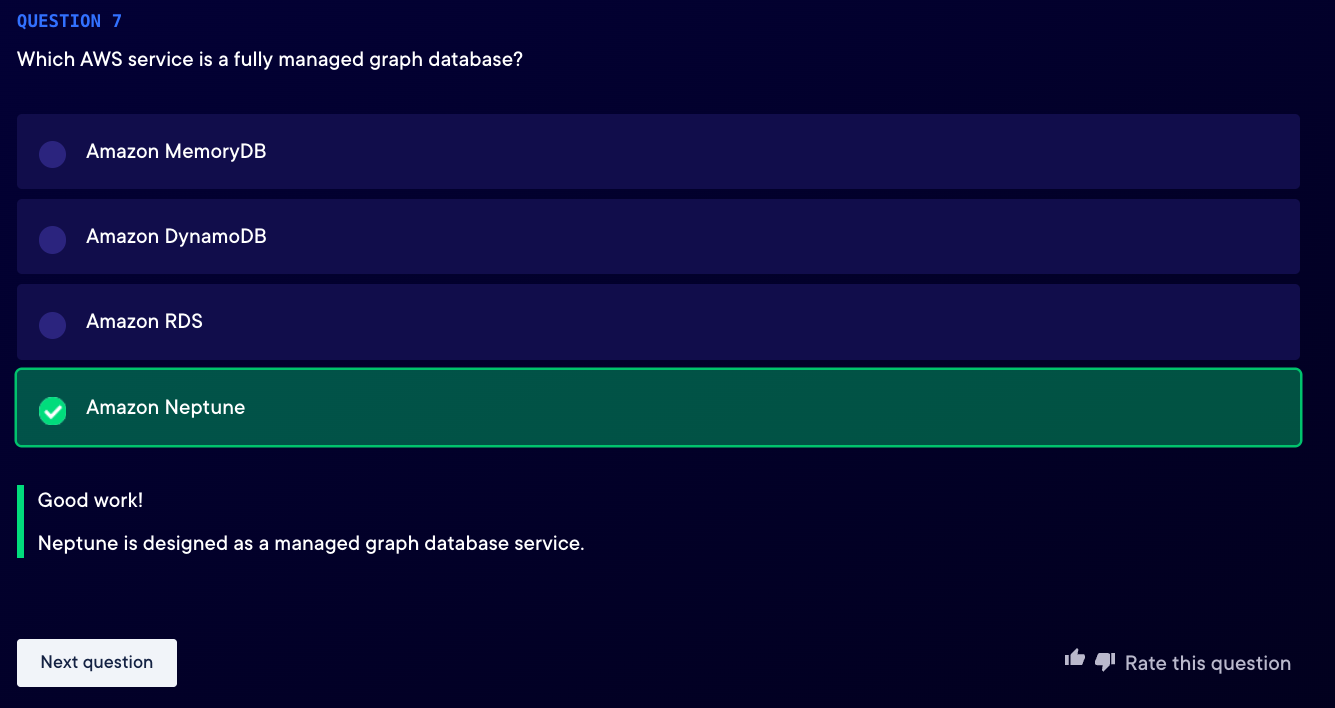 QUESTION 7
Which AWS service is a fully managed graph database?
Amazon MemoryDB
Amazon DynamoDB
Amazon RDS
Amazon Neptune
Good work!
Neptune is designed as a managed graph database service.
Next question
Rate this question